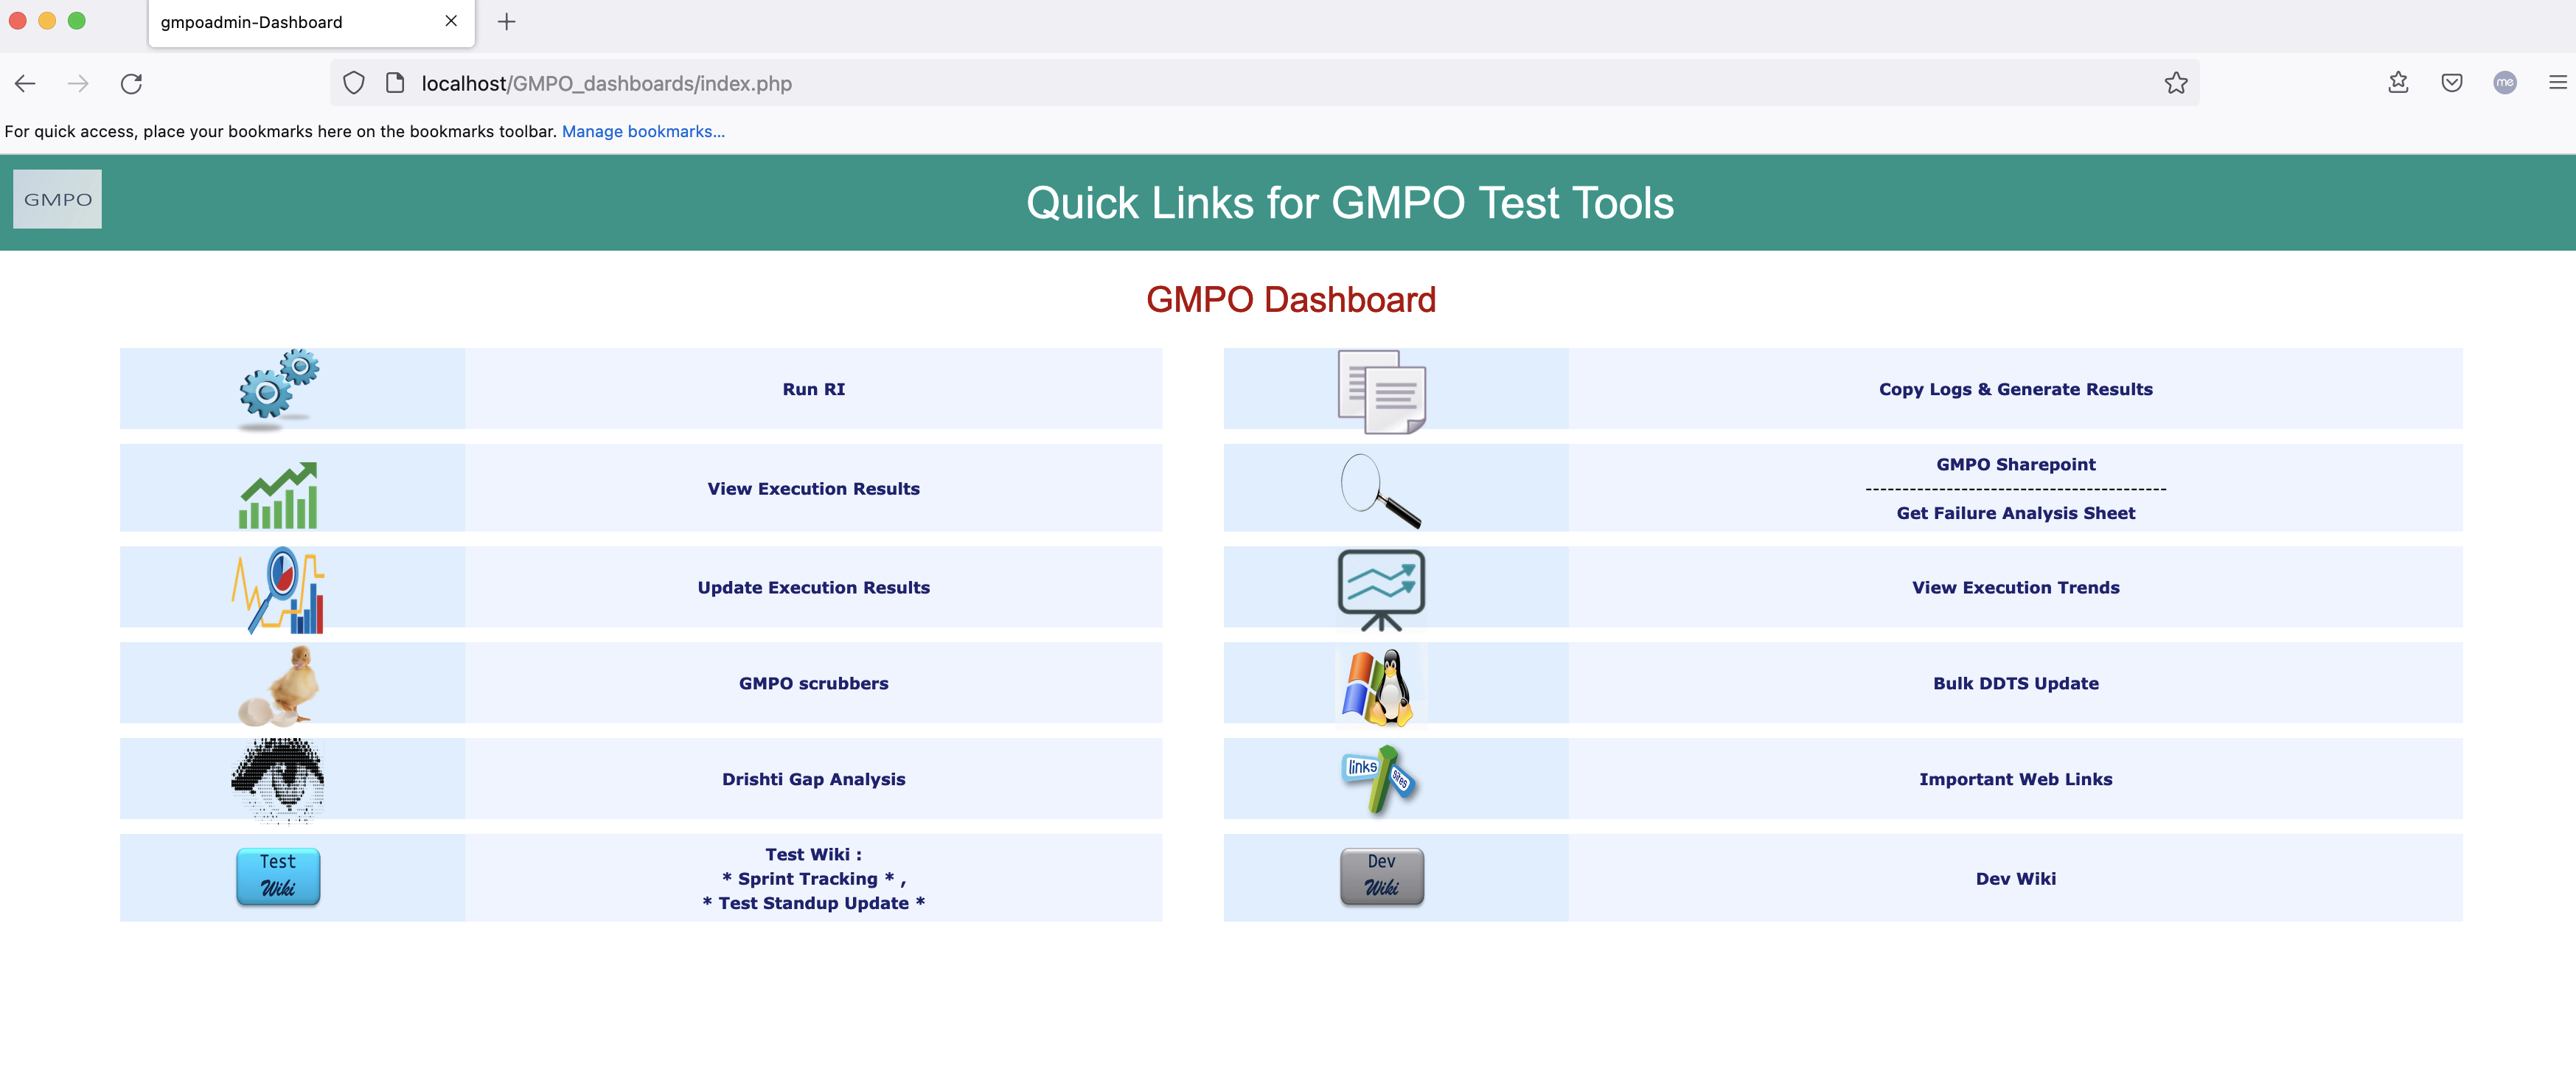 gmpoadmin-Dashboard
localhost/GMPO_dashboards/index.php
me
For quick access, place your bookmarks here on the bookmarks toolbar. Manage bookmarks...
GMPO
Quick Links for GMPO Test Tools
GMPO Dashboard
Run RI
Copy Logs & Generate Results
View Execution Results
GMPO Sharepoint
-----------------------------------------
Get Failure Analysis Sheet
Update Execution Results
View Execution Trends
GMPO scrubbers
Bulk DDTS Update
Drishti Gap Analysis
links
sites
Important Web Links
Test
Wiki
Test Wiki :
* Sprint Tracking * ,
* Test Standup Update *
Dev
Wiki
Dev Wiki